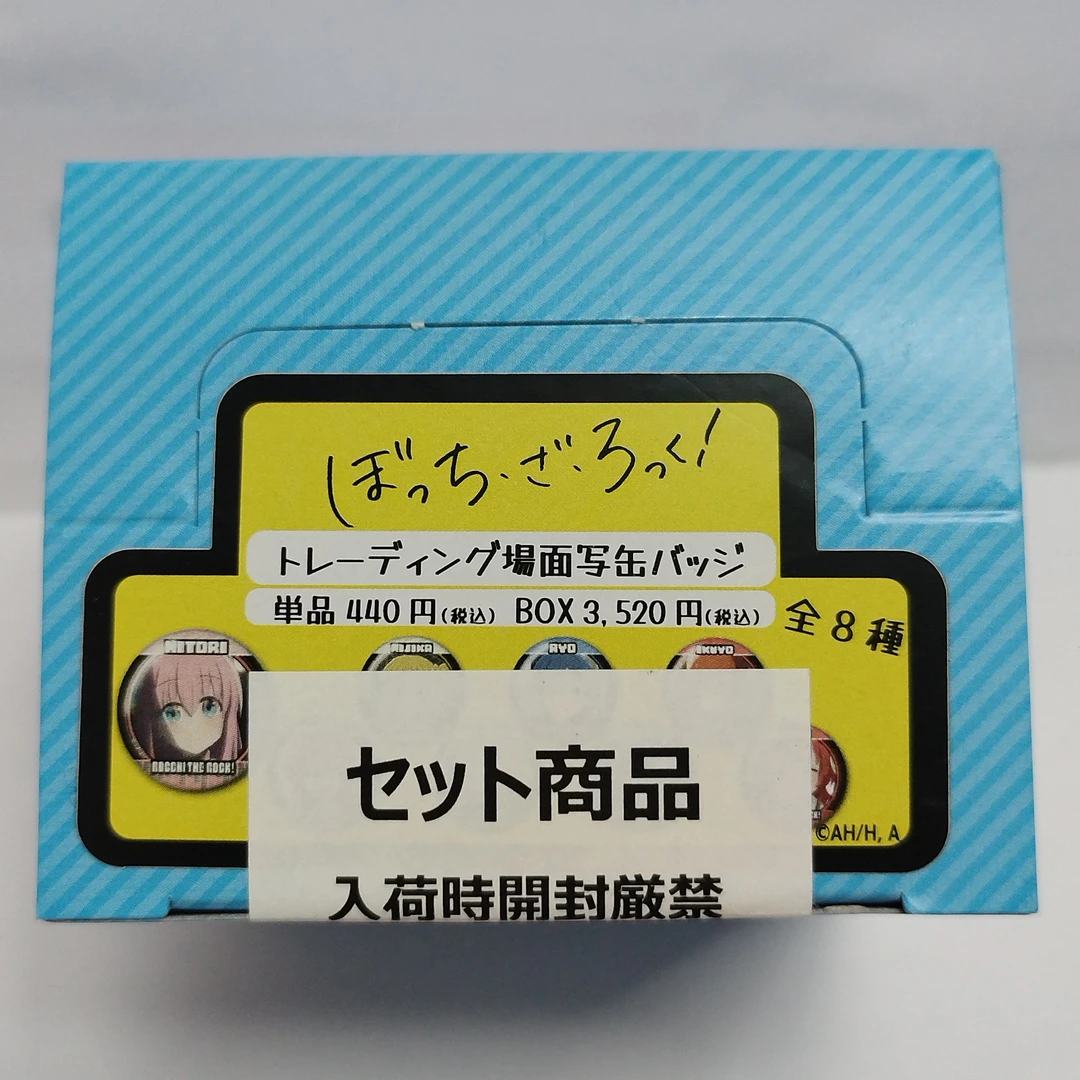 ぼっち・ざ・ろっく!
トレーディング場面写缶バッジ
単品 440 円(税込) BOX 3,520 円(税込)
全8種
HITORI
NIJIKA
RYO
IKUYO
BOCCHI THE ROCK!
セット商品
©AH/H, A
入荷時開封厳禁